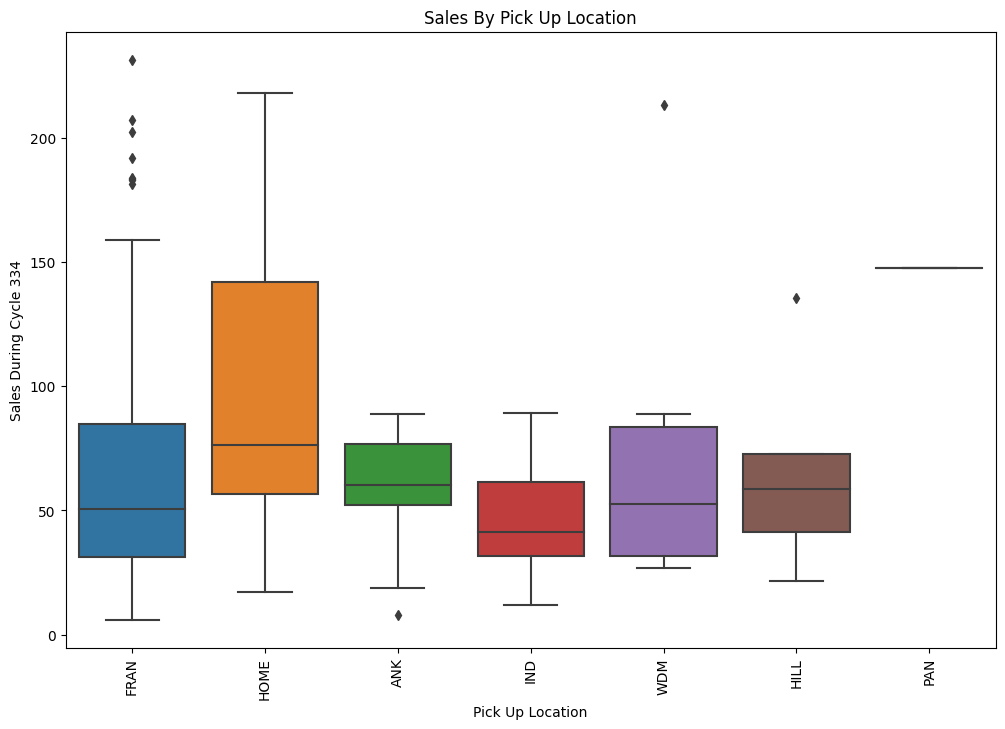 Sales By Pick Up Location
Sales During Cycle 334
200
150
100
50
0
FRAN
HOME
ANK
IND
WDM
HILL
PAN
Pick Up Location